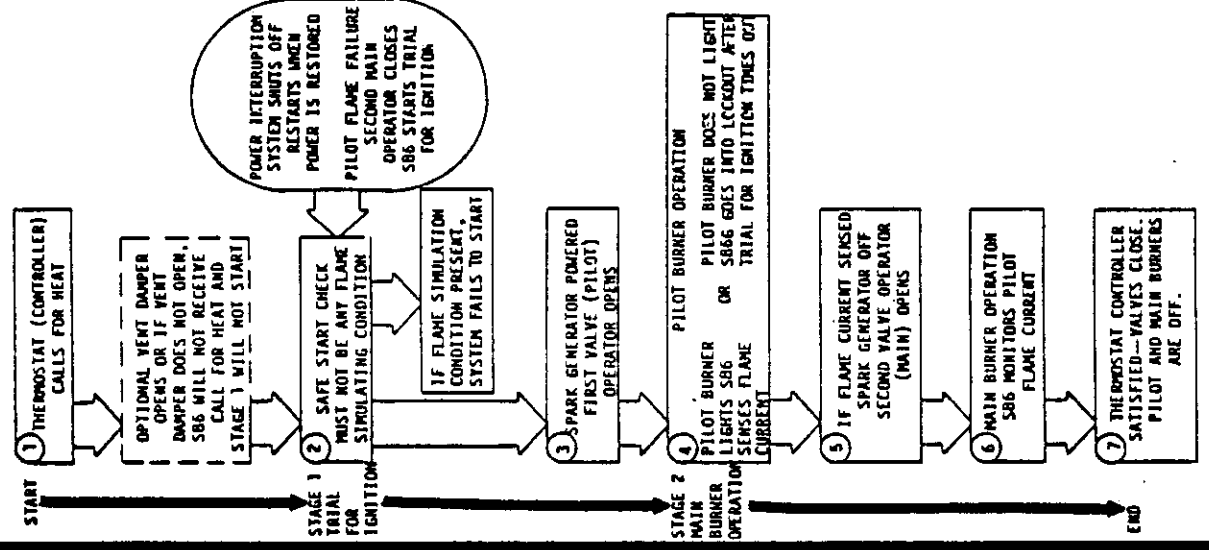 START
1 THERMOSTAT (CONTROLLER)
CALLS FOR HEAT
OPTIONAL VENT DAMPER
OPENS OR IF VENT
DAMPER DOES NOT OPEN,
S86 WILL NOT RECEIVE
CALL FOR HEAT AND
STAGE 1 WILL NOT START
POWER INTERRUPTION
SYSTEM SHUTS OFF
RESTARTS WHEN
POWER IS RESTORED
PILOT FLAME FAILURE
SECOND MAIN
OPERATOR CLOSES
S86 STARTS TRIAL
FOR IGNITION
STAGE 1
TRIAL
FOR
IGNITION
2 SAFE START CHECK
MUST NOT BE ANY FLAME
SIMULATING CONDITION
IF FLAME SIMULATION
CONDITION PRESENT,
SYSTEM FAILS TO START
3 SPARK GENERATOR POWERED
FIRST VALVE (PILOT)
OPERATOR OPENS
STAGE 2
MAIN
BURNER
OPERATION
4 PILOT BURNER OPERATION
PILOT BURNER
LIGHTS S86
SENSES FLAME
CURRENT
OR
PILOT BURNER DOES NOT LIGHT
S86G GOES INTO LOCKOUT AFTER
TRIAL FOR IGNITION TIMES OUT
5 IF FLAME CURRENT SENSED
SPARK GENERATOR OFF
SECOND VALVE OPERATOR
(MAIN) OPENS
6 MAIN BURNER OPERATION
S86 MONITORS PILOT
FLAME CURRENT
7 THERMOSTAT CONTROLLER
SATISFIED--VALVES CLOSE.
PILOT AND MAIN BURNERS
ARE OFF.
END